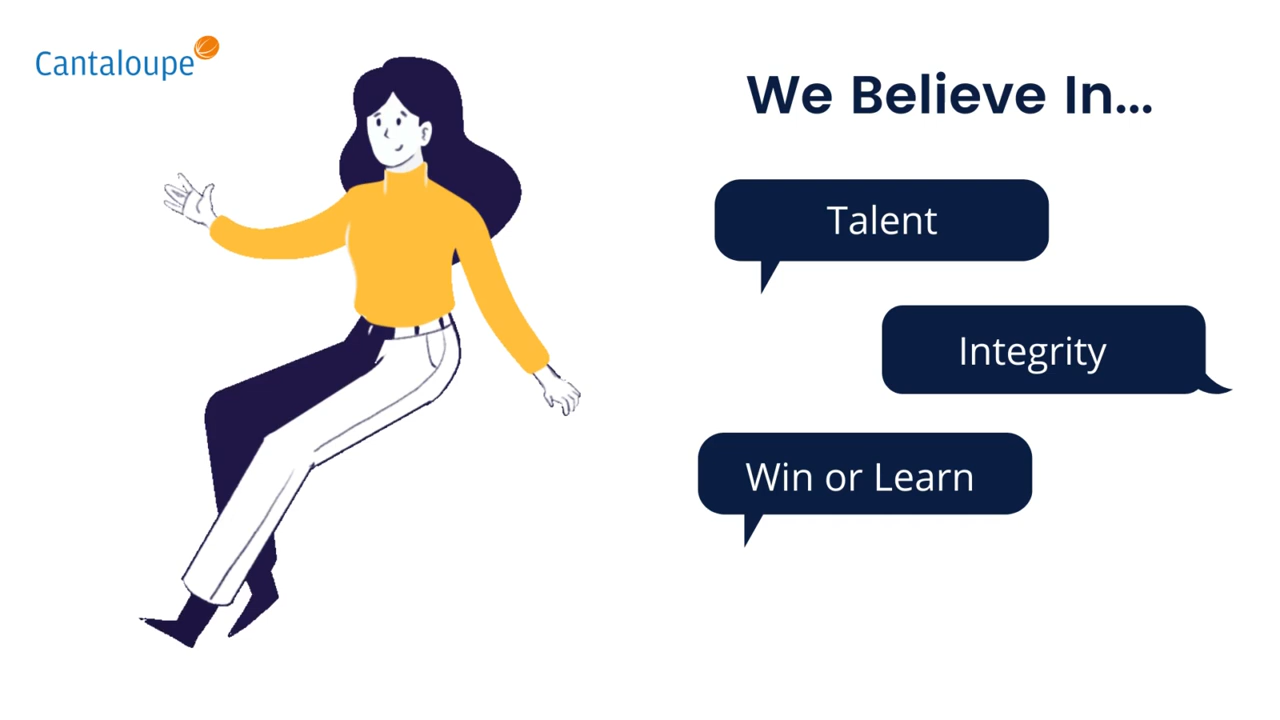 Cantaloupe
We Believe In...
Talent
Integrity
Win or Learn